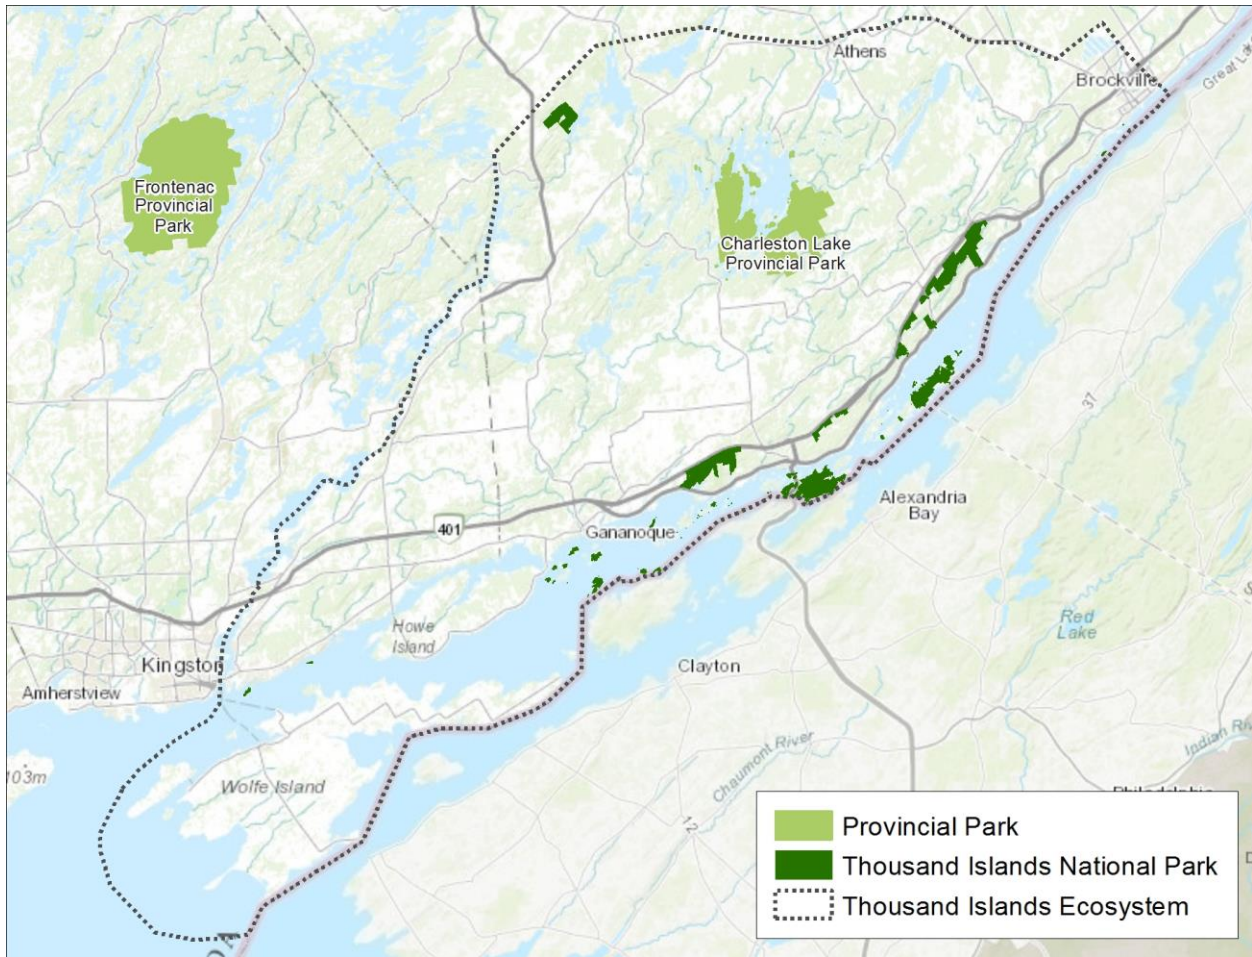 Athens
Brockville
Great Lak
Frontenac
Provincial
Park
Charleston Lake
Provincial Park
37
Alexandria
Bay
401
Gananoque
Howe
Island
Red
Lake
Kingston
Clayton
Amherstview
Wolfe Island
103m
Chaumont River
Indian Riv
12
Philadelphia
Provincial Park
Thousand Islands National Park
Thousand Islands Ecosystem